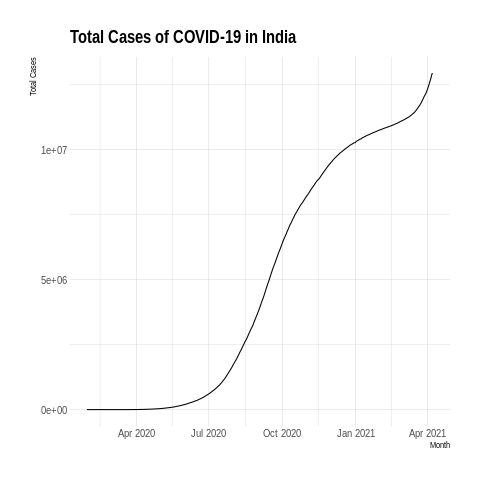 Total Cases of COVID-19 in India
Total Cases
1e+07
5e+06
0e+00
Apr 2020 Jul 2020 Oct 2020 Jan 2021 Apr 2021
Month